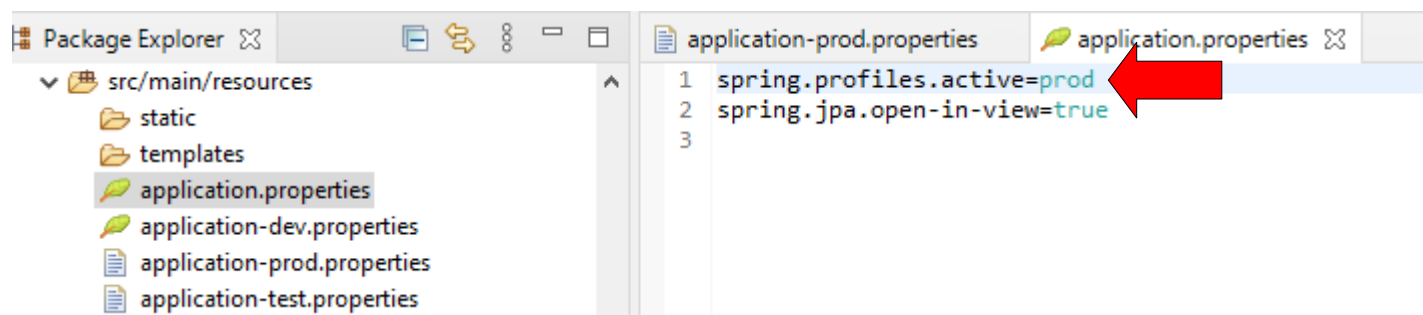 Package Explorer
src/main/resources
static
templates
application.properties
application-dev.properties
application-prod.properties
application-test.properties
application-prod.properties
application.properties
1 spring.profiles.active=prod
2 spring.jpa.open-in-view=true
3